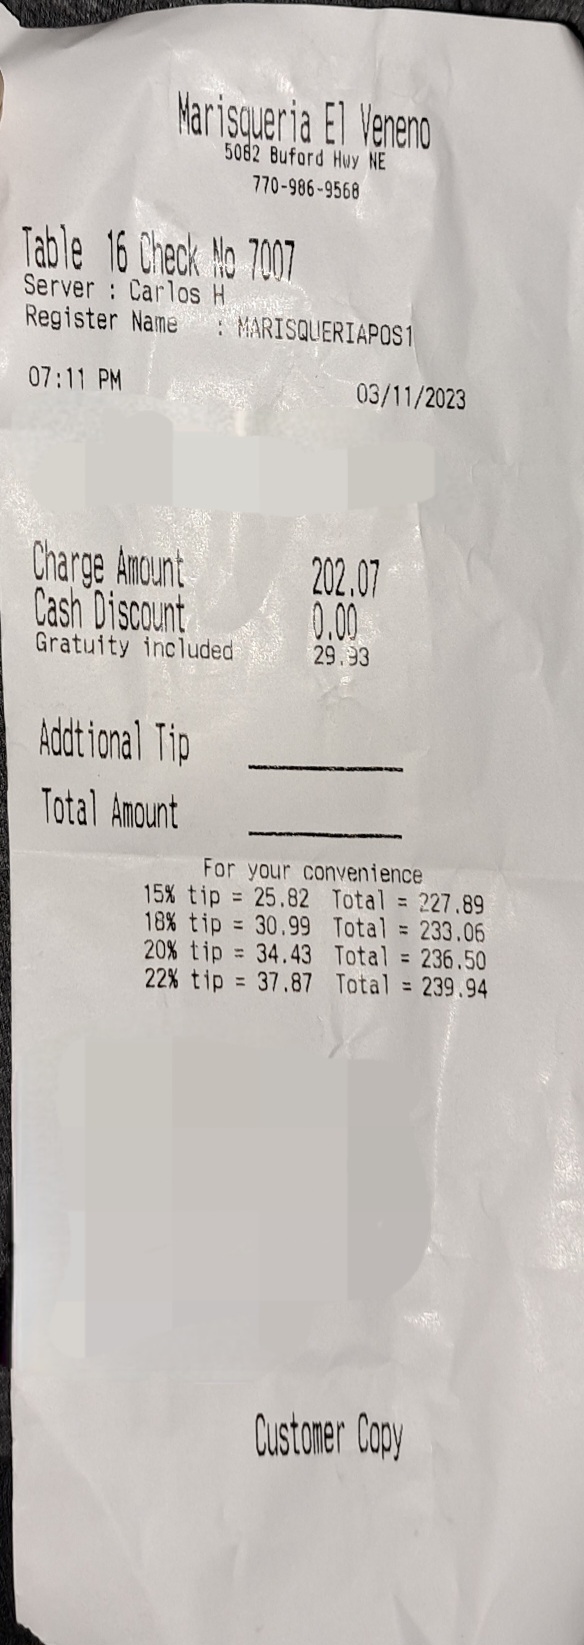 Marisqueria El Veneno
5082 Buford Hwy NE
770-986-9568
Table 16 Check No 7007
Server : Carlos H
Register Name : MARISQUERIAPOS1
07:11 PM 03/11/2023
Charge Amount 202.07
Cash Discount 0.00
Gratuity included 29.93
Addtional Tip
Total Amount
For your convenience
15% tip = 25.82 Total = 227.89
18% tip = 30.99 Total = 233.06
20% tip = 34.43 Total = 236.50
22% tip = 37.87 Total = 239.94
Customer Copy